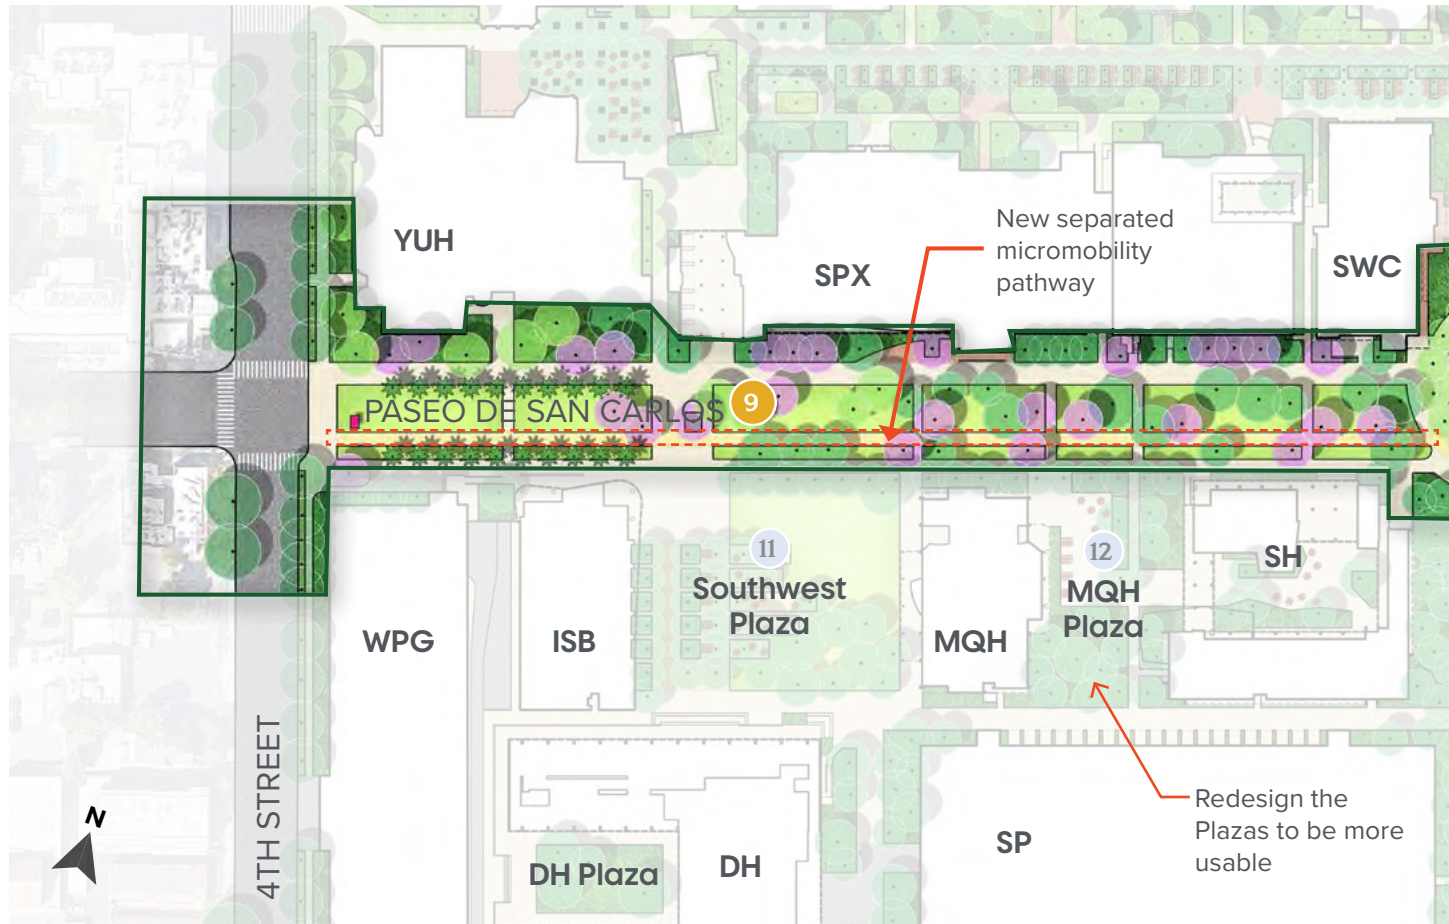 YUH
SPX
New separated
micromobility
pathway
SWC
PASEO DE SAN CARLOS
9
11
Southwest
Plaza
12
MQH
Plaza
SH
WPG
ISB
MQH
4TH STREET
N
DH Plaza
DH
SP
Redesign the
Plazas to be more
usable